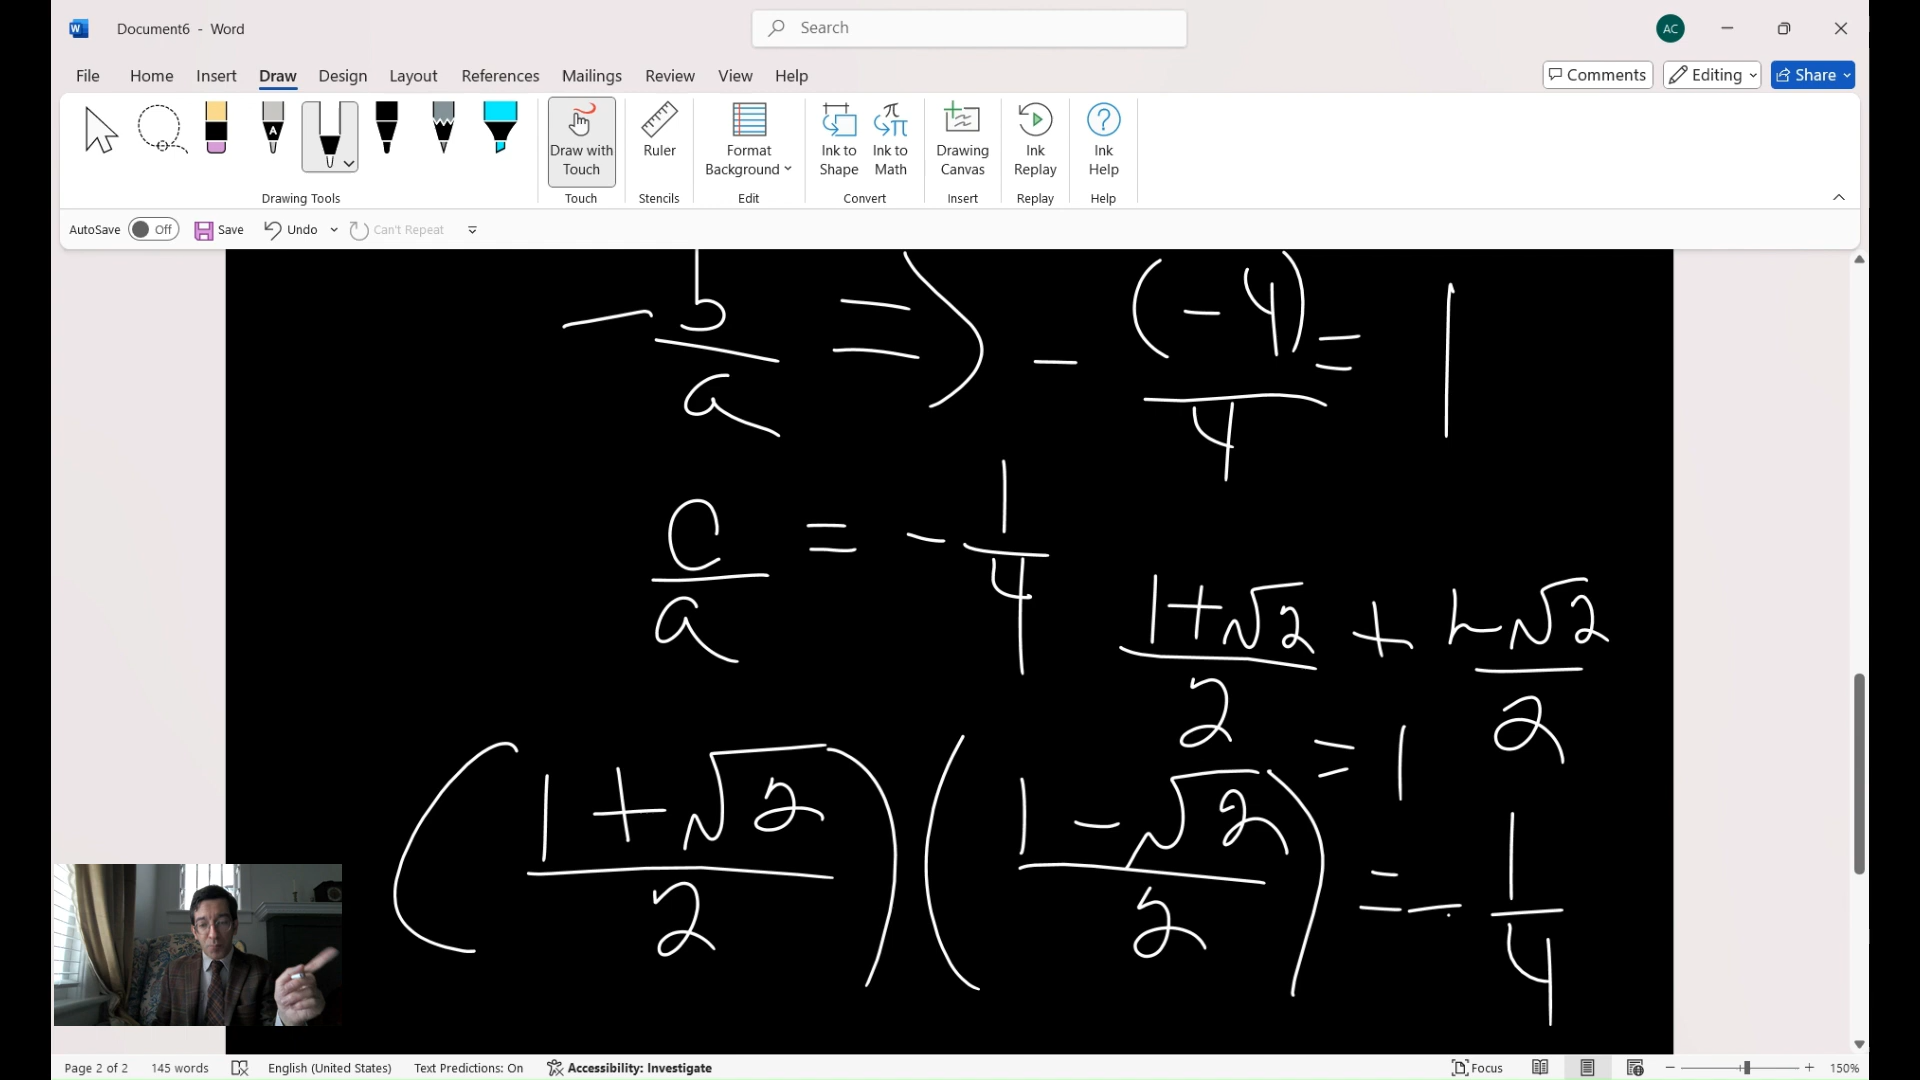 W Document6 - Word Search AC
File Home Insert Draw Design Layout References Mailings Review View Help Comments Editing Share
A
Draw with Touch Ruler Format Background Ink to Shape Ink to Math Drawing Canvas Ink Replay Ink Help
Drawing Tools Touch Stencils Edit Convert Insert Replay Help
AutoSave Off Save Undo Can't Repeat
- b/a => - (-4)/4 = 1
c/a = - 1/4
1+√2/2 + 1-√2/2 = 1
(1+√2/2)(1-√2/2) = - 1/4
Page 2 of 2 145 words English (United States) Text Predictions: On Accessibility: Investigate Focus 150%